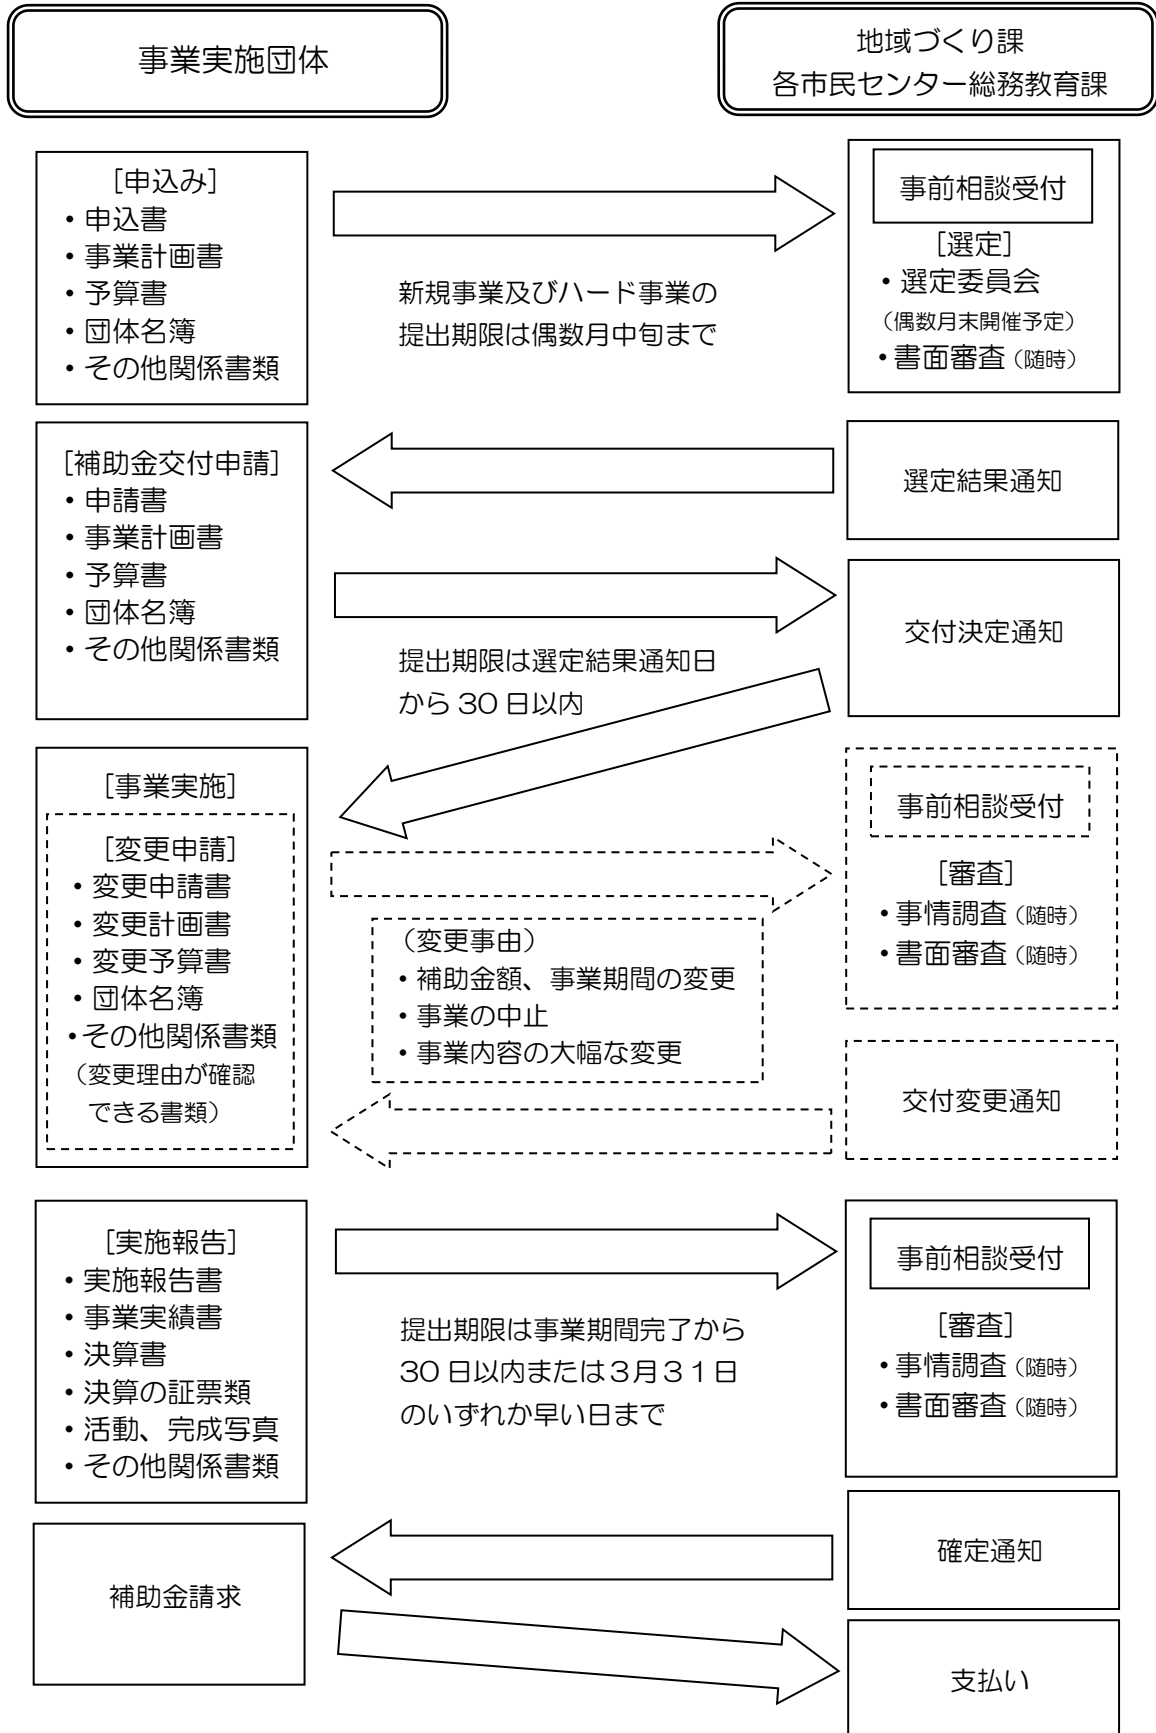 事業実施団体
地域づくり課
各市民センター総務教育課
[申込み]
・申込書
・事業計画書
・予算書
・団体名簿
・その他関係書類
新規事業及びハード事業の
提出期限は偶数月中旬まで
事前相談受付
[選定]
・選定委員会
（偶数月末開催予定）
・書面審査（随時）
[補助金交付申請]
・申請書
・事業計画書
・予算書
・団体名簿
・その他関係書類
選定結果通知
提出期限は選定結果通知日
から 30 日以内
交付決定通知
[事業実施]
[変更申請]
・変更申請書
・変更計画書
・変更予算書
・団体名簿
・その他関係書類
（変更理由が確認
できる書類）
（変更事由）
・補助金額、事業期間の変更
・事業の中止
・事業内容の大幅な変更
事前相談受付
[審査]
・事情調査（随時）
・書面審査（随時）
交付変更通知
[実施報告]
・実施報告書
・事業実績書
・決算書
・決算の証票類
・活動、完成写真
・その他関係書類
提出期限は事業期間完了から
30 日以内または３月３１日
のいずれか早い日まで
事前相談受付
[審査]
・事情調査（随時）
・書面審査（随時）
確定通知
補助金請求
支払い